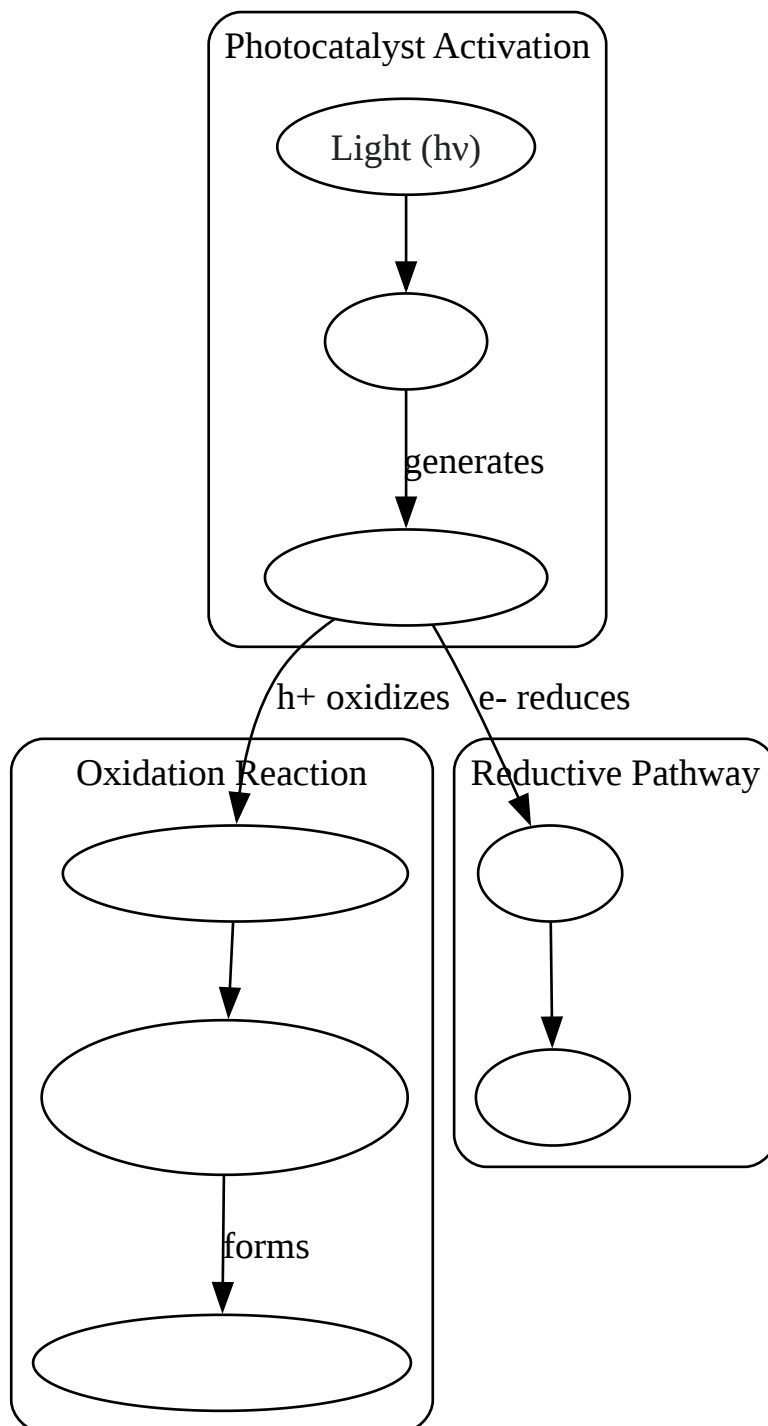 Photocatalyst Activation
Light (hν)
generates
h+ oxidizes
e- reduces
Oxidation Reaction
Reductive Pathway
forms